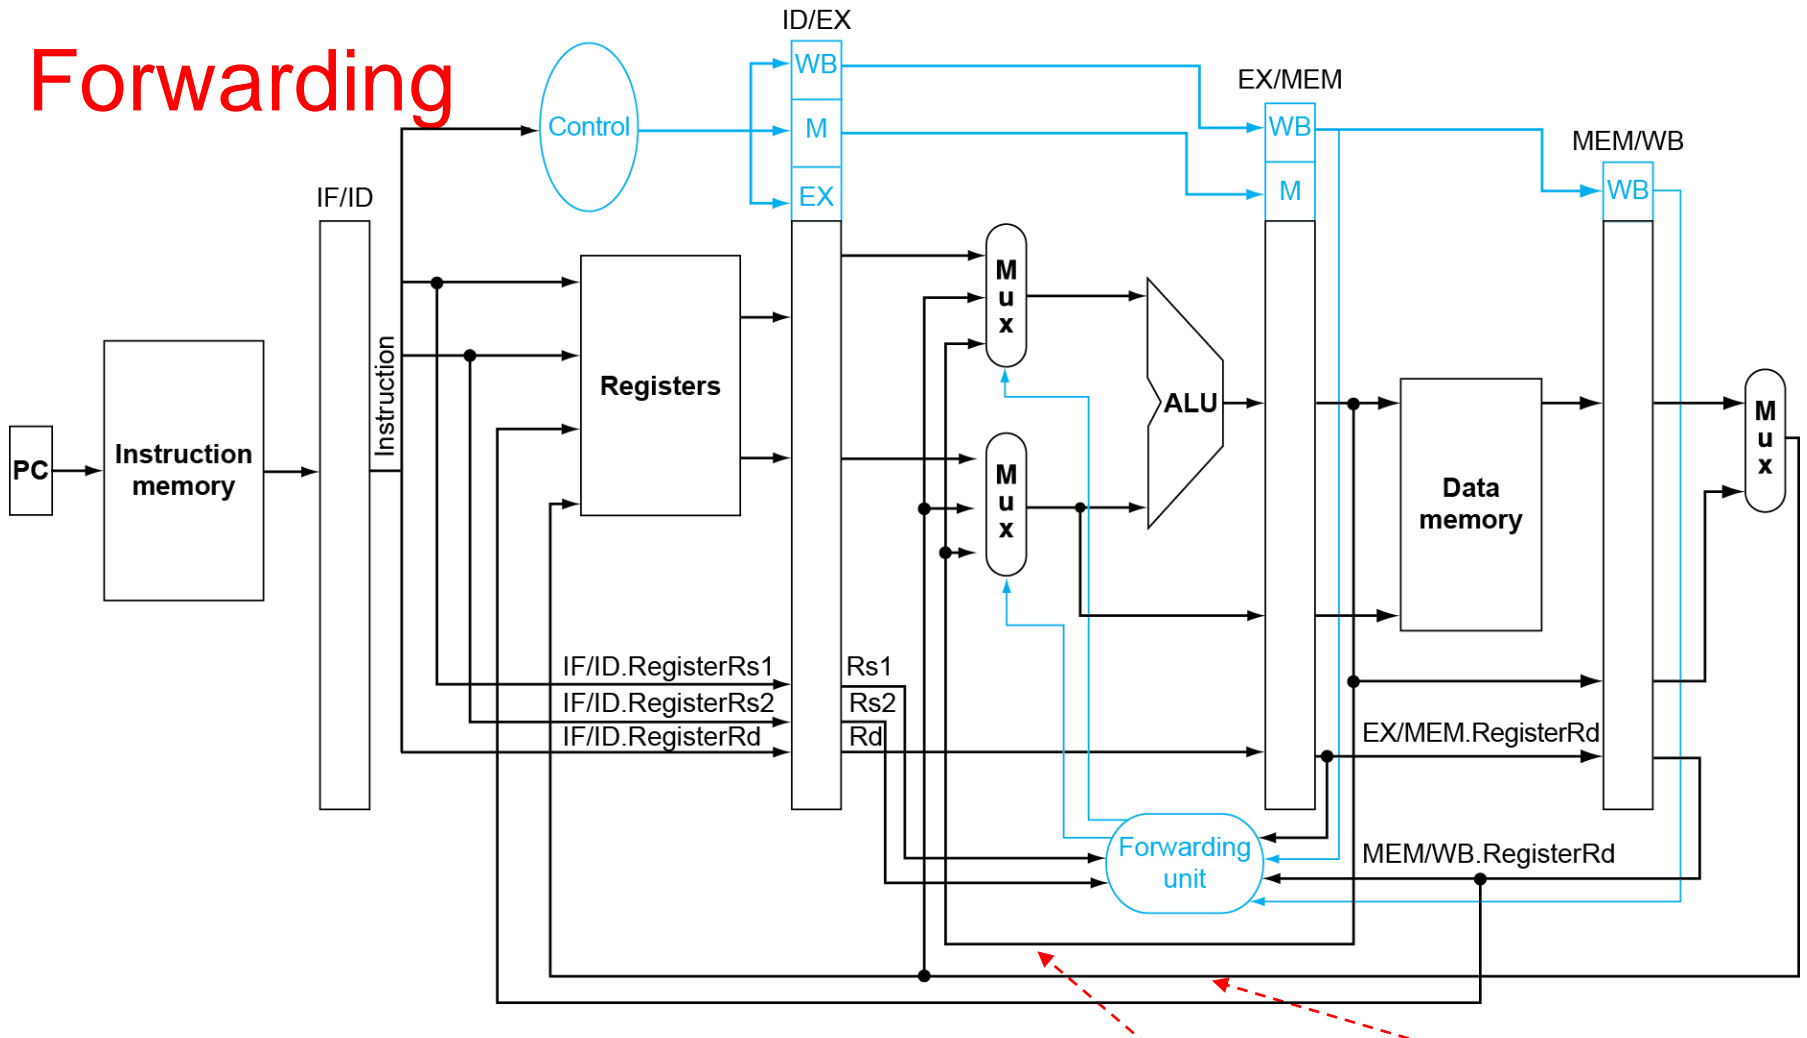 Forwarding
ID/EX
WB
M
EX
Control
EX/MEM
WB
M
MEM/WB
WB
IF/ID
Instruction
PC
Instruction
memory
Registers
M
u
x
M
u
x
ALU
Data
memory
M
u
x
IF/ID.RegisterRs1
IF/ID.RegisterRs2
IF/ID.RegisterRd
Rs1
Rs2
Rd
EX/MEM.RegisterRd
Forwarding
unit
MEM/WB.RegisterRd